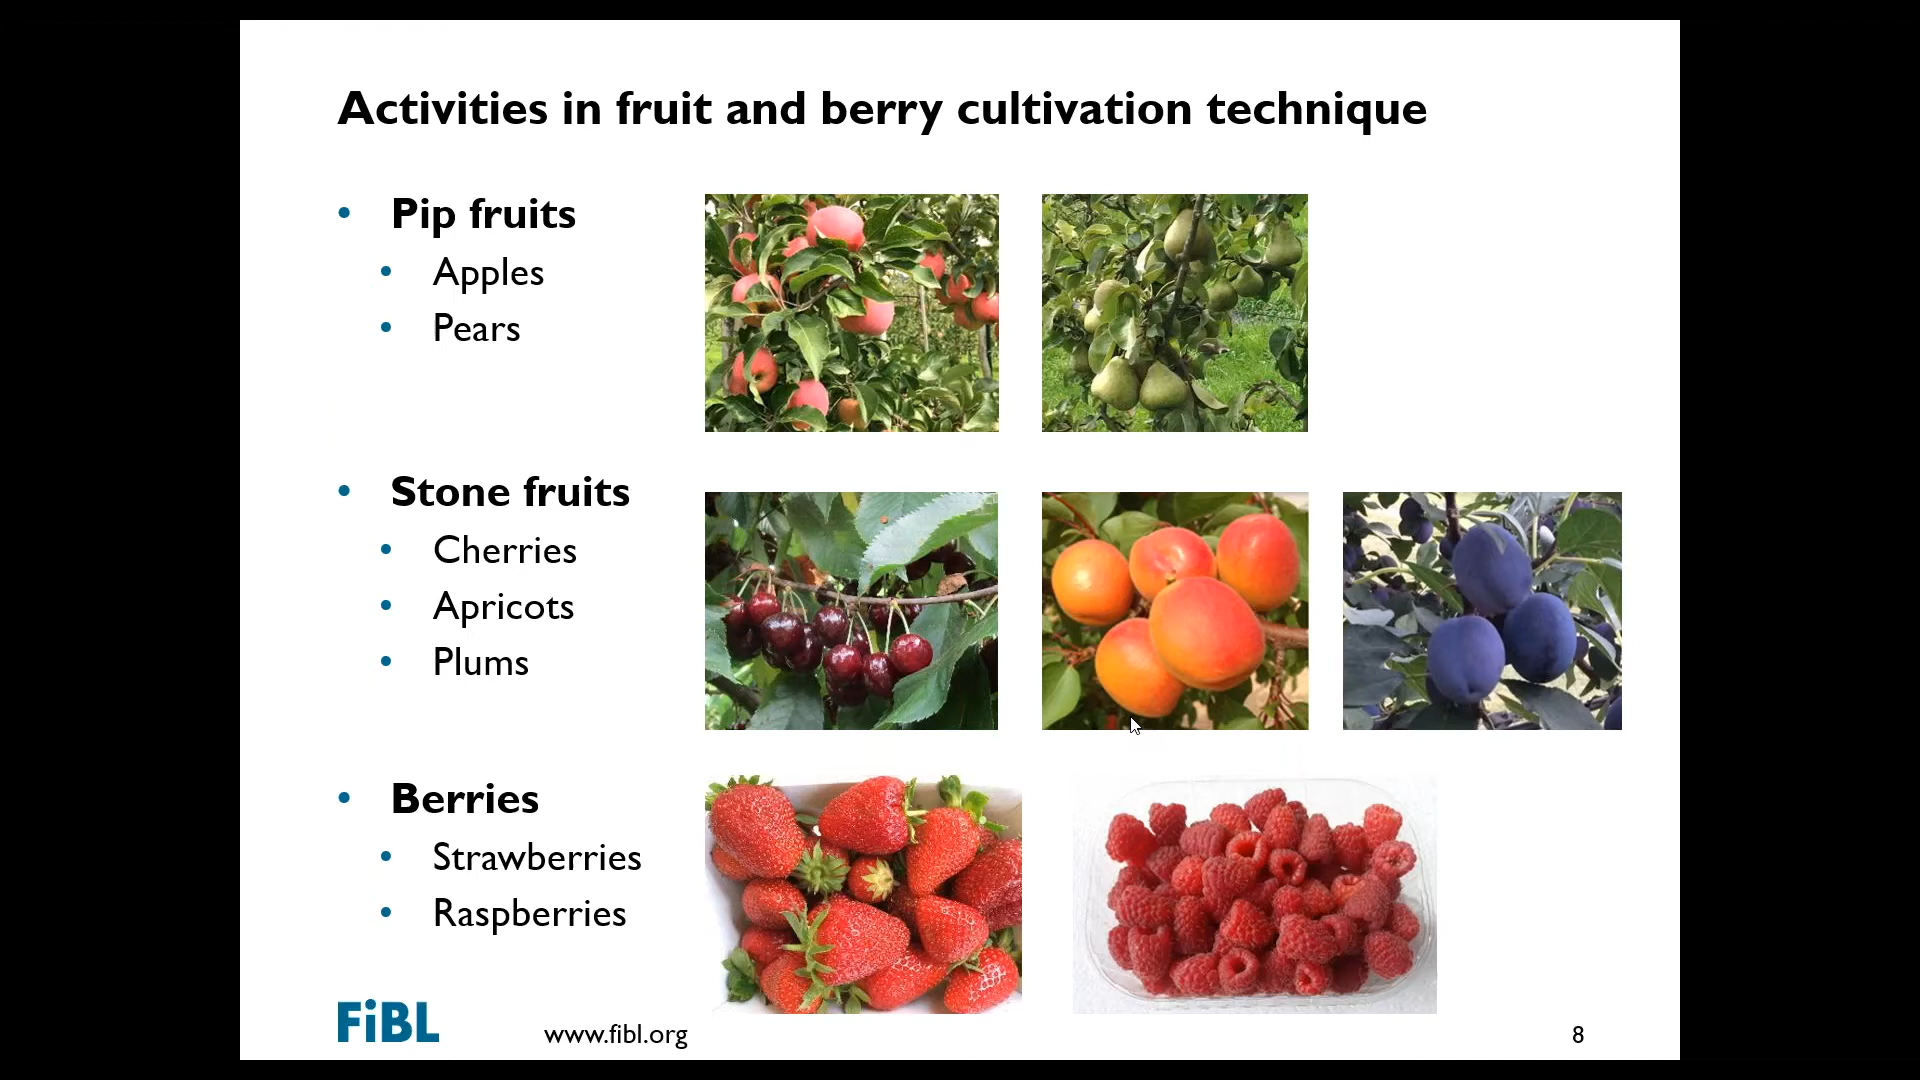 Activities in fruit and berry cultivation technique
• Pip fruits
• Apples
• Pears
• Stone fruits
• Cherries
• Apricots
• Plums
• Berries
• Strawberries
• Raspberries
FiBL
www.fibl.org
8